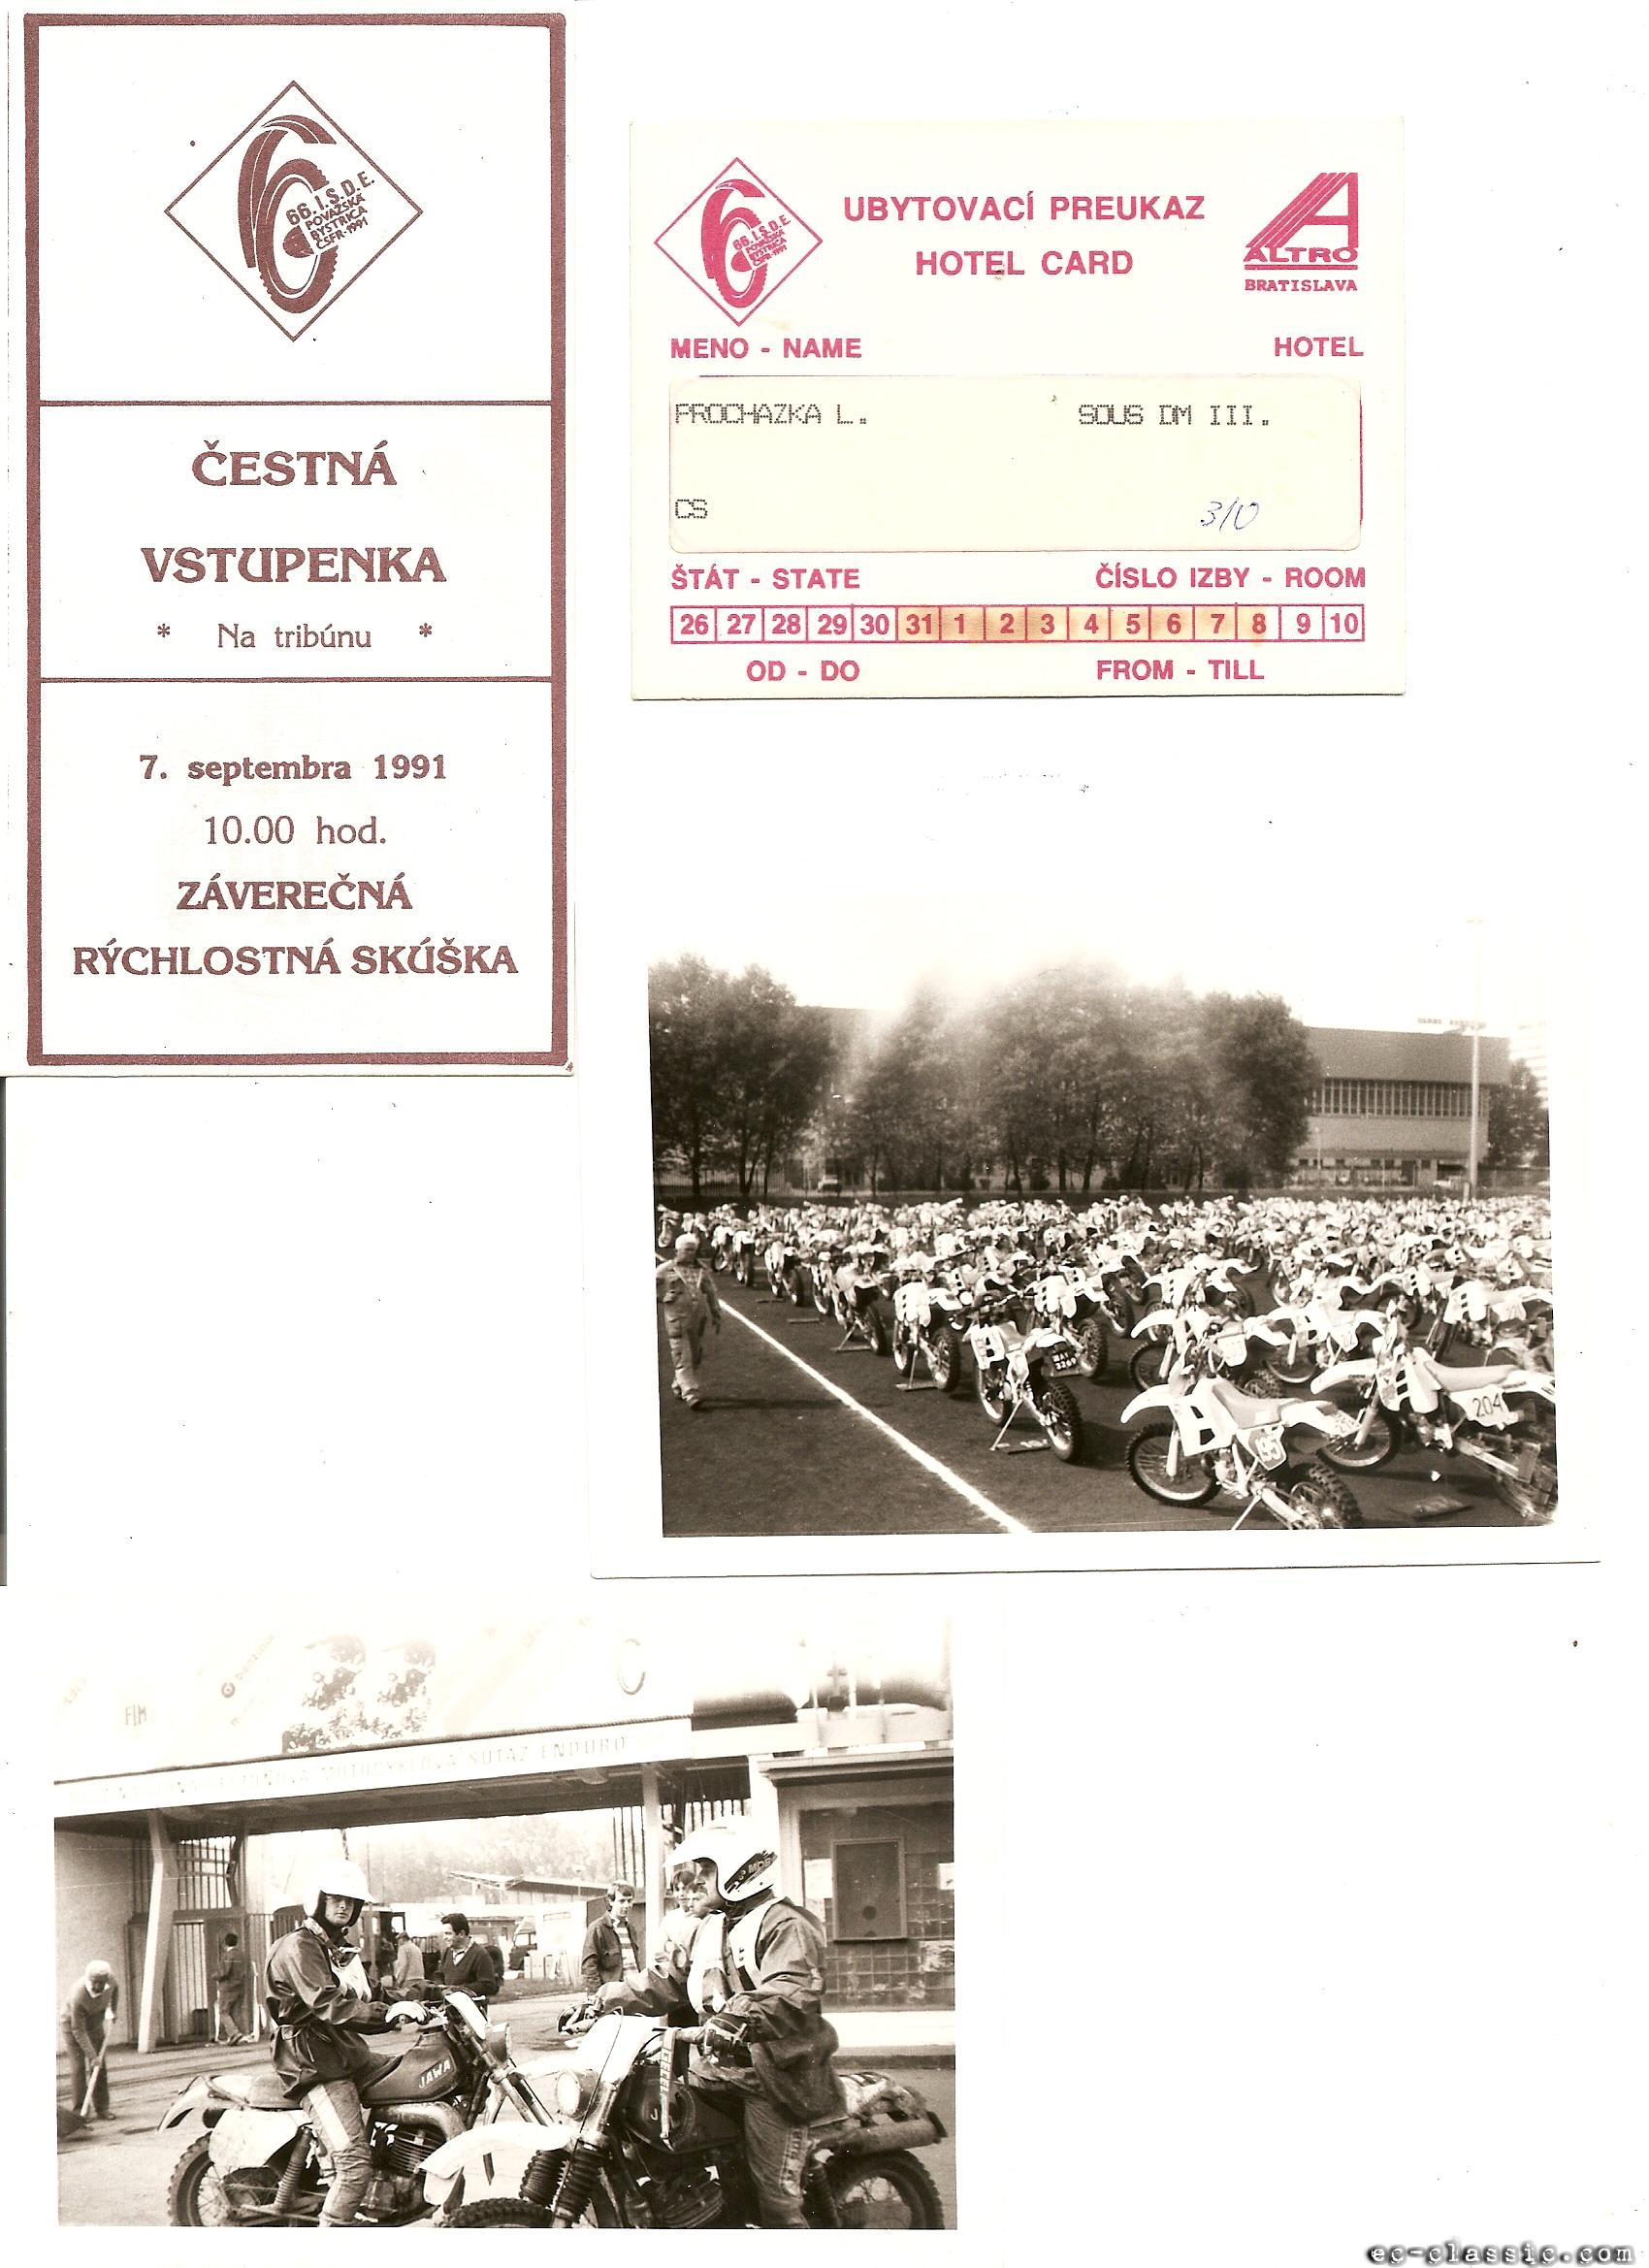 66. I.S.D.E.
POVAŽSKÁ
BYSTRICA
ČSFR-1991
ČESTNÁ
VSTUPENKA
* Na tribúnu *
7. septembra 1991
10.00 hod.
ZÁVEREČNÁ
RÝCHLOSTNÁ SKÚŠKA
66. I.S.D.E.
POVAŽSKÁ
BYSTRICA
ČSFR-1991
UBYTOVACÍ PREUKAZ
HOTEL CARD
ALTRO
BRATISLAVA
MENO - NAME HOTEL
PROCHAZKA L. SOUS DM III.
CS 310
ŠTÁT - STATE ČÍSLO IZBY - ROOM
26 27 28 29 30 31 1 2 3 4 5 6 7 8 9 10
OD - DO FROM - TILL
204
195
FIM
MOTOCYKLOVÁ SÚŤAŽ ENDURO
JAWA
ec-classic.com